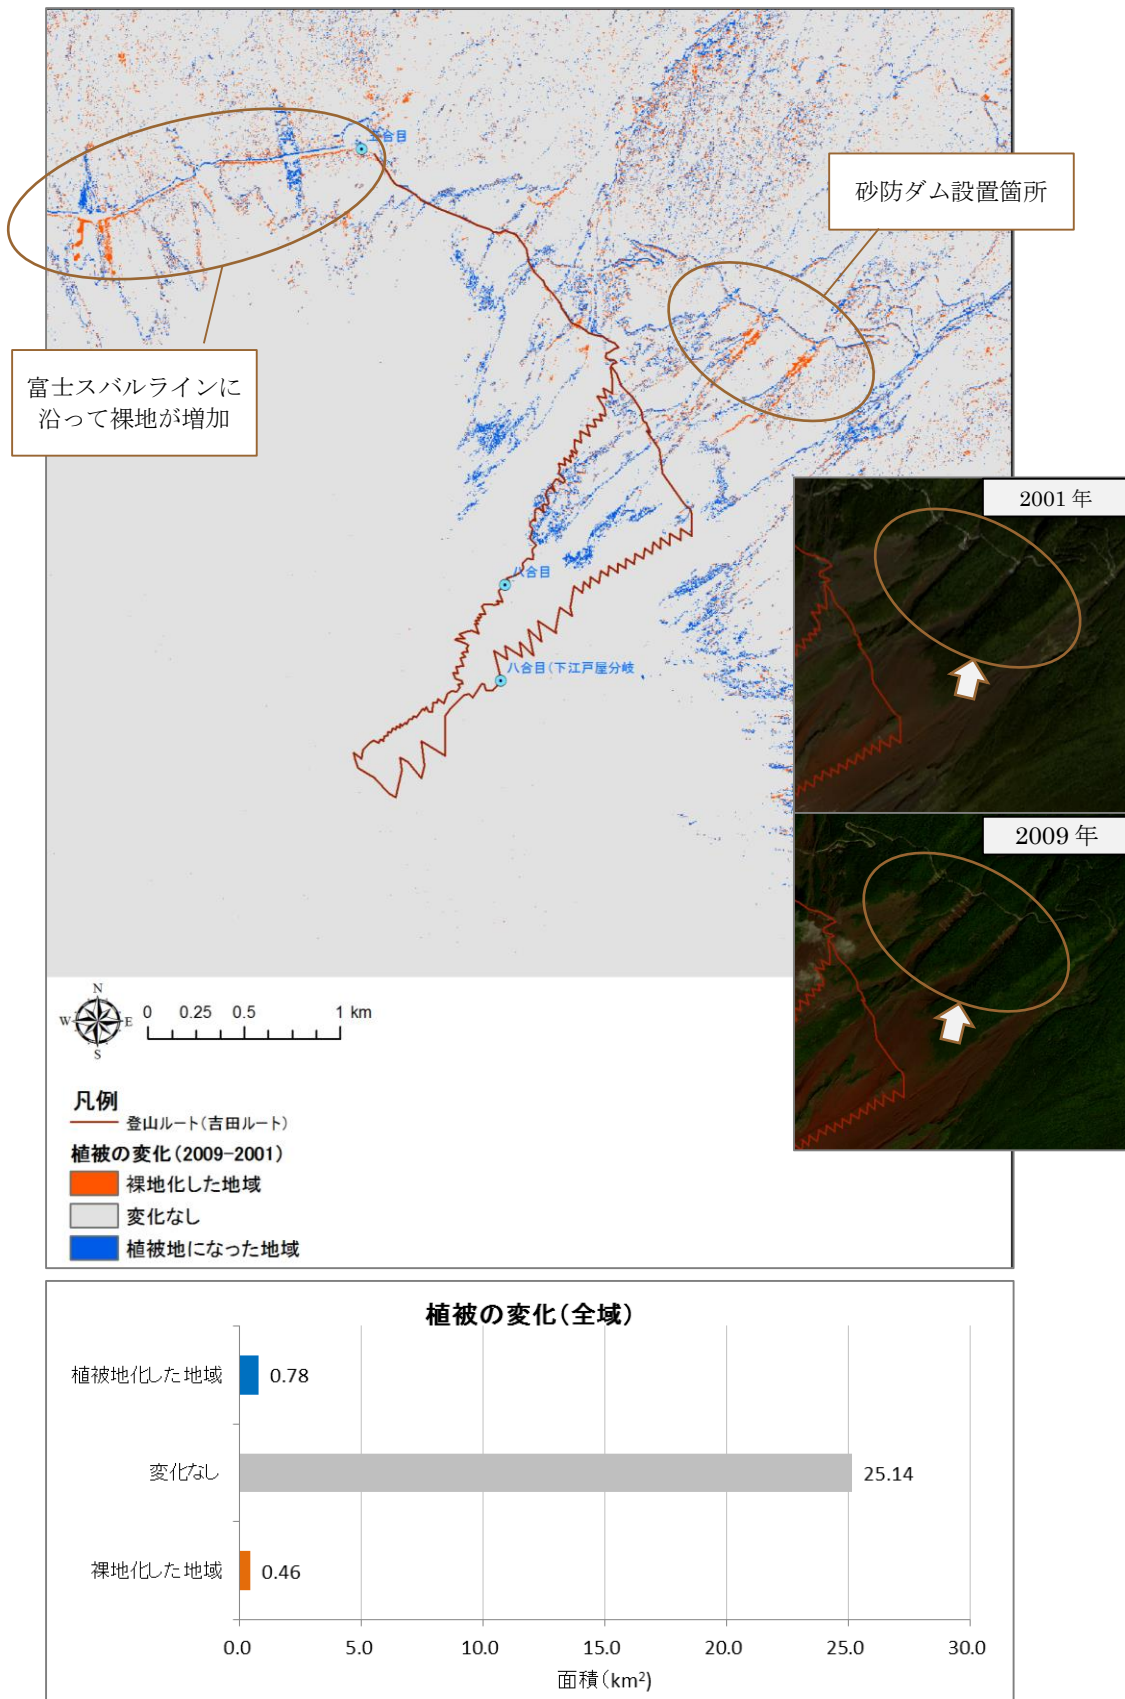 五合目
砂防ダム設置箇所
富士スバルラインに
沿って裸地が増加
2001 年
八合目
八合目(下江戸屋分岐
2009 年
N
W
E
S
0 0.25 0.5 1 km
凡例
登山ルート(吉田ルート)
植被の変化(2009-2001)
裸地化した地域
変化なし
植被地になった地域
植被の変化(全域)
植被地化した地域 0.78
変化なし 25.14
裸地化した地域 0.46
0.0 5.0 10.0 15.0 20.0 25.0 30.0
面積(km²)